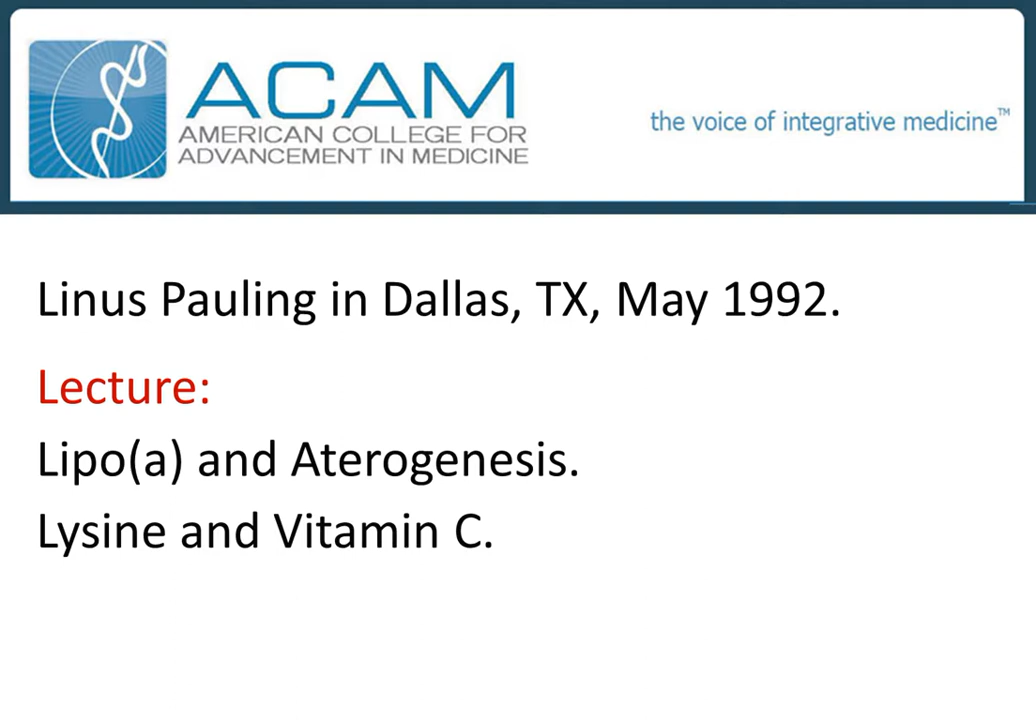 ACAM
AMERICAN COLLEGE FOR
ADVANCEMENT IN MEDICINE
the voice of integrative medicine™
Linus Pauling in Dallas, TX, May 1992.
Lecture:
Lipo(a) and Aterogenesis.
Lysine and Vitamin C.